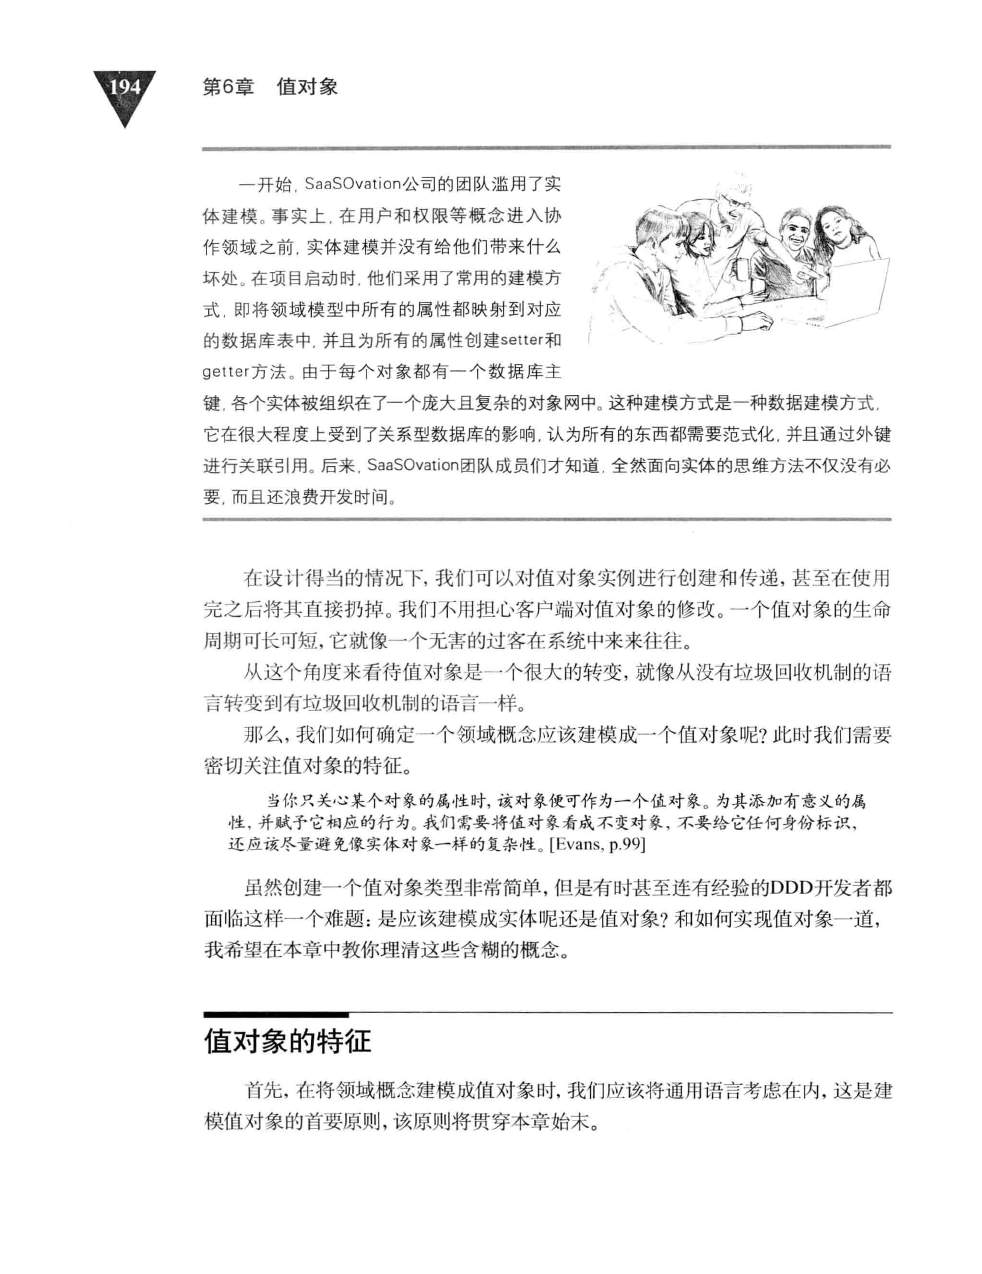 194
第6章　值对象
一开始，SaaSOvation公司的团队滥用了实
体建模。事实上，在用户和权限等概念进入协
作领域之前，实体建模并没有给他们带来什么
坏处。在项目启动时，他们采用了常用的建模方
式，即将领域模型中所有的属性都映射到对应
的数据库表中，并且为所有的属性创建setter和
getter方法。由于每个对象都有一个数据库主
键，各个实体被组织在了一个庞大且复杂的对象网中。这种建模方式是一种数据建模方式，
它在很大程度上受到了关系型数据库的影响，认为所有的东西都需要范式化，并且通过外键
进行关联引用。后来，SaaSOvation团队成员们才知道，全然面向实体的思维方法不仅没有必
要，而且还浪费开发时间。
在设计得当的情况下，我们可以对值对象实例进行创建和传递，甚至在使用
完之后将其直接扔掉。我们不用担心客户端对值对象的修改。一个值对象的生命
周期可长可短，它就像一个无害的过客在系统中来来往往。
从这个角度来看待值对象是一个很大的转变，就像从没有垃圾回收机制的语
言转变到有垃圾回收机制的语言一样。
那么，我们如何确定一个领域概念应该建模成一个值对象呢？此时我们需要
密切关注值对象的特征。
当你只关心某个对象的属性时，该对象便可作为一个值对象。为其添加有意义的属
性，并赋予它相应的行为。我们需要将值对象看成不变对象，不要给它任何身份标识，
还应该尽量避免像实体对象一样的复杂性。[Evans, p.99]
虽然创建一个值对象类型非常简单，但是有时甚至连有经验的DDD开发者都
面临这样一个难题：是应该建模成实体呢还是值对象？和如何实现值对象一道，
我希望在本章中教你理清这些含糊的概念。
值对象的特征
首先，在将领域概念建模成值对象时，我们应该将通用语言考虑在内，这是建
模值对象的首要原则，该原则将贯穿本章始末。